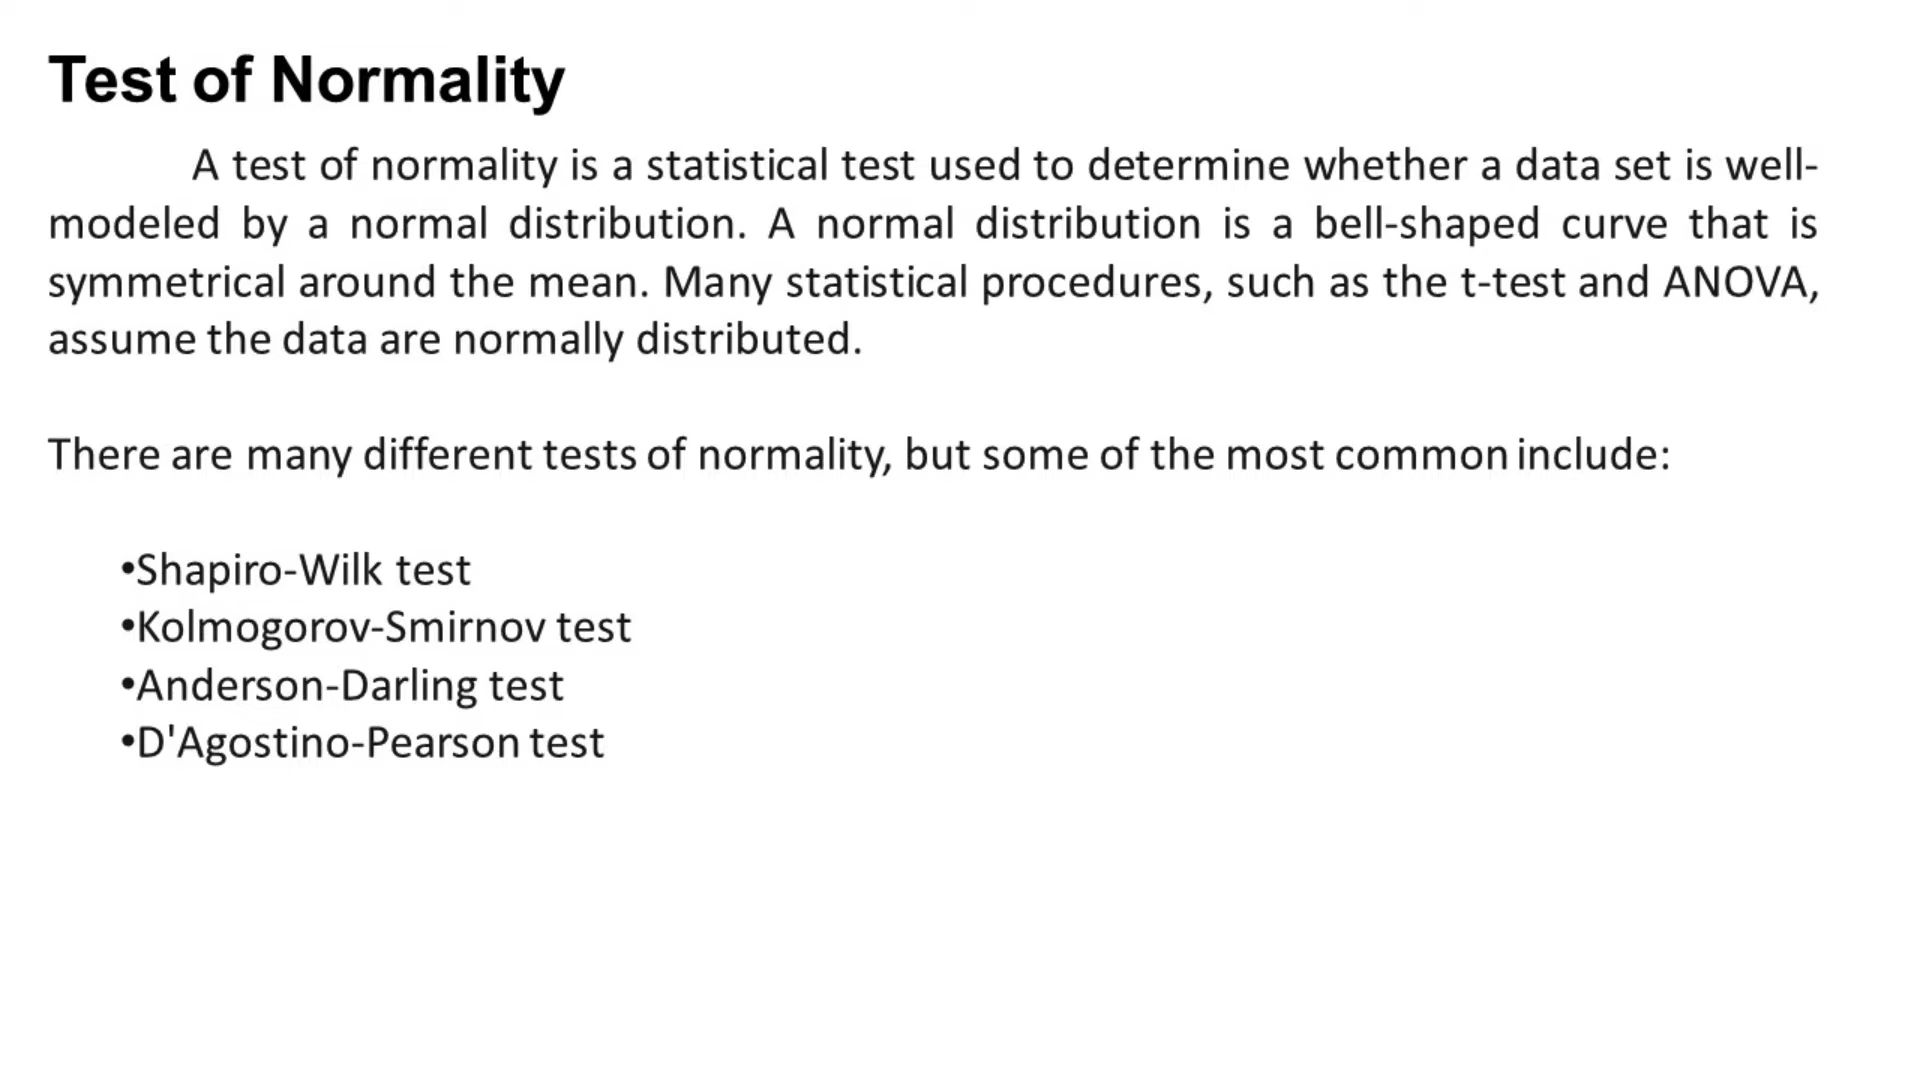 Test of Normality
A test of normality is a statistical test used to determine whether a data set is well-
modeled by a normal distribution. A normal distribution is a bell-shaped curve that is
symmetrical around the mean. Many statistical procedures, such as the t-test and ANOVA,
assume the data are normally distributed.
There are many different tests of normality, but some of the most common include:
•Shapiro-Wilk test
•Kolmogorov-Smirnov test
•Anderson-Darling test
•D'Agostino-Pearson test